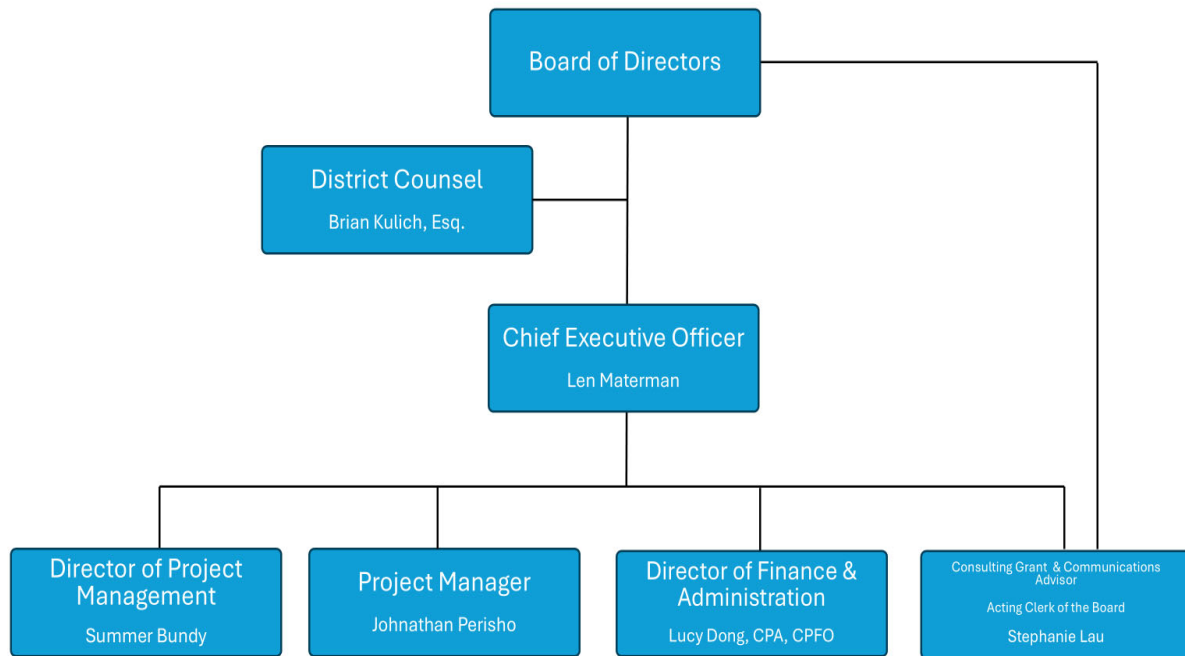 Board of Directors
District Counsel
Brian Kulich, Esq.
Chief Executive Officer
Len Materman
Director of Project
Management
Summer Bundy
Project Manager
Johnathan Perisho
Director of Finance &
Administration
Lucy Dong, CPA, CPFO
Consulting Grant & Communications
Advisor
Acting Clerk of the Board
Stephanie Lau